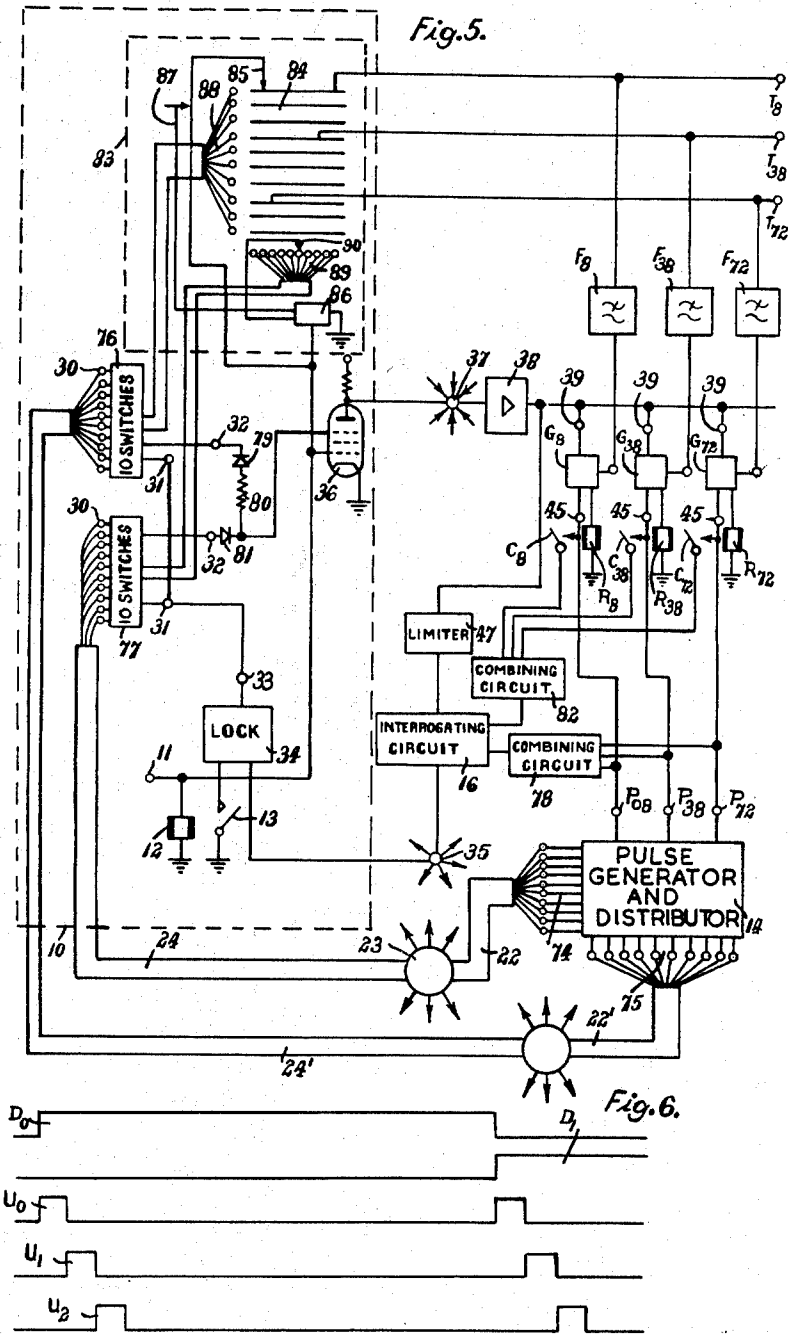 Fig.5.
87
88
85
84
83
T8
T38
T72
90
89
86
F8
F38
F72
76
30
10 SWITCHES
32
79
31
80
36
37
38
39
39
39
G8
G38
G72
45
45
45
C8
C38
C72
R8
R38
R72
30
10 SWITCHES
32
81
31
77
33
LIMITER 47
COMBINING
CIRCUIT
82
LOCK
34
INTERROGATING
CIRCUIT
16
COMBINING
CIRCUIT
78
11
12
13
P08
P38
P72
35
PULSE
GENERATOR
AND
DISTRIBUTOR
14
74
10
24
23
22
75
22'
24'
Fig.6.
D0
D1
U0
U1
U2